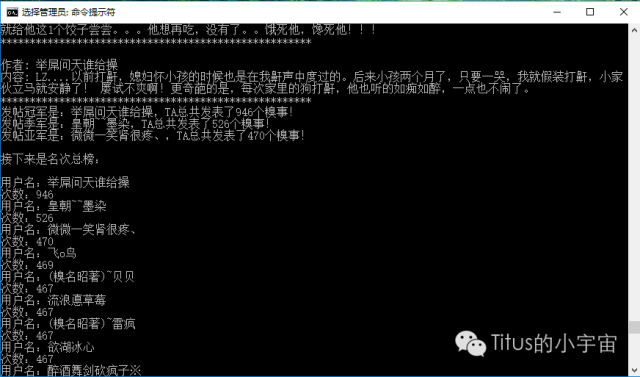 选择管理员: 命令提示符
就给他这1个饺子尝尝。。。他想再吃，没有了。。饿死他，馋死他！！！
**************************************************
作者：举屌问天谁给操
内容：LZ....以前打鼾，媳妇怀小孩的时候也是在我鼾声中度过的。后来小孩两个月了，只要一哭，我就假装打鼾，小家
伙立马就安静了！ 屡试不爽啊！更奇葩的是，每次家里的狗打鼾，他也听的如痴如醉，一点也不闹了。
**************************************************
发帖冠军是：举屌问天谁给操，TA总共发表了946个糗事！
发帖季军是：皇朝~~墨染，TA总共发表了526个糗事！
发帖亚军是：微微一笑肾很疼、，TA总共发表了470个糗事！
接下来是名次总榜：
用户名：举屌问天谁给操
次数：946
用户名：皇朝~~墨染
次数：526
用户名：微微一笑肾很疼、
次数：470
用户名：飞o鸟
次数：469
用户名：(糗名昭著)~贝贝
次数：467
用户名：流浪悳草莓
次数：467
用户名：(糗名昭著)~雷疯
次数：467
用户名：欲湖冰心
次数：467
用户名：醉酒舞剑砍疯子※
Titus的小宇宙